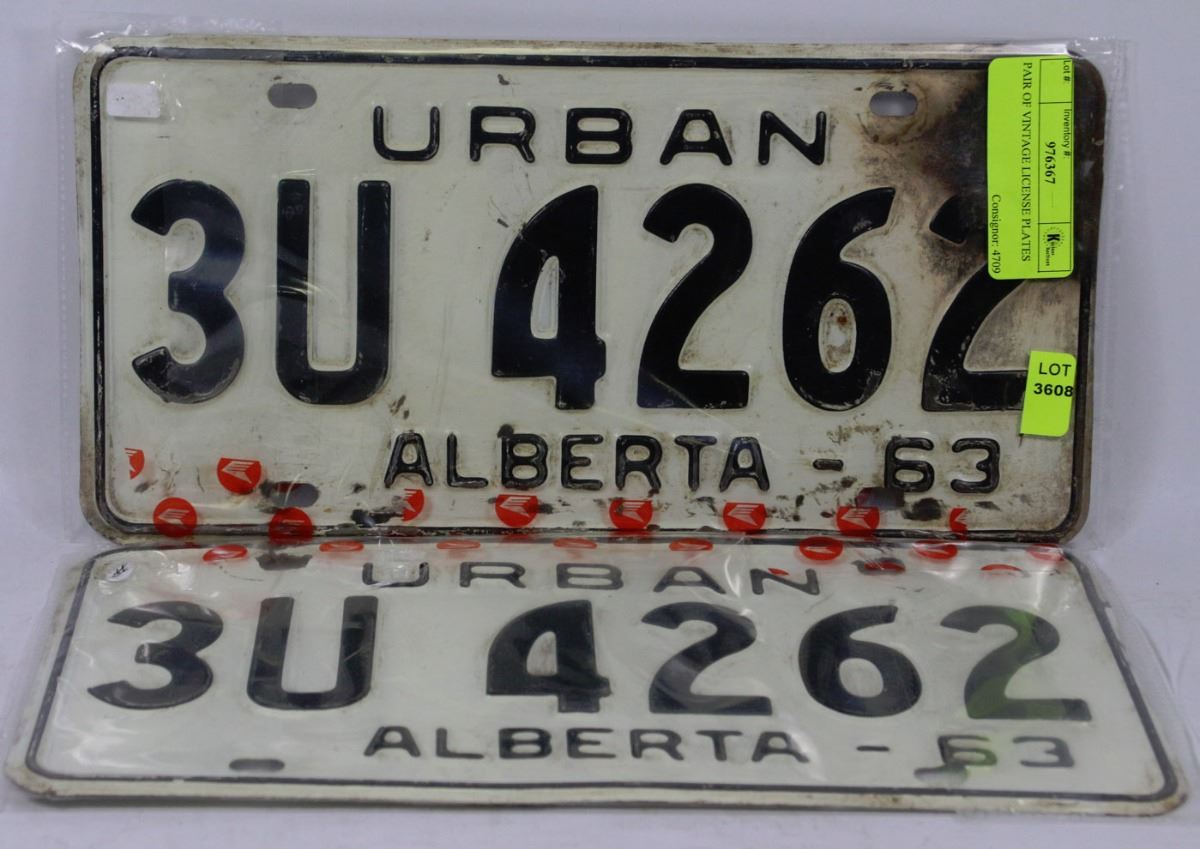 URBAN
3U 4262
ALBERTA - 63
Lot #.
Inventory #.
976367
PAIR OF VINTAGE LICENSE PLATES
Consignor: 4709
LOT
3608
URBAN
3U 4262
ALBERTA - 63